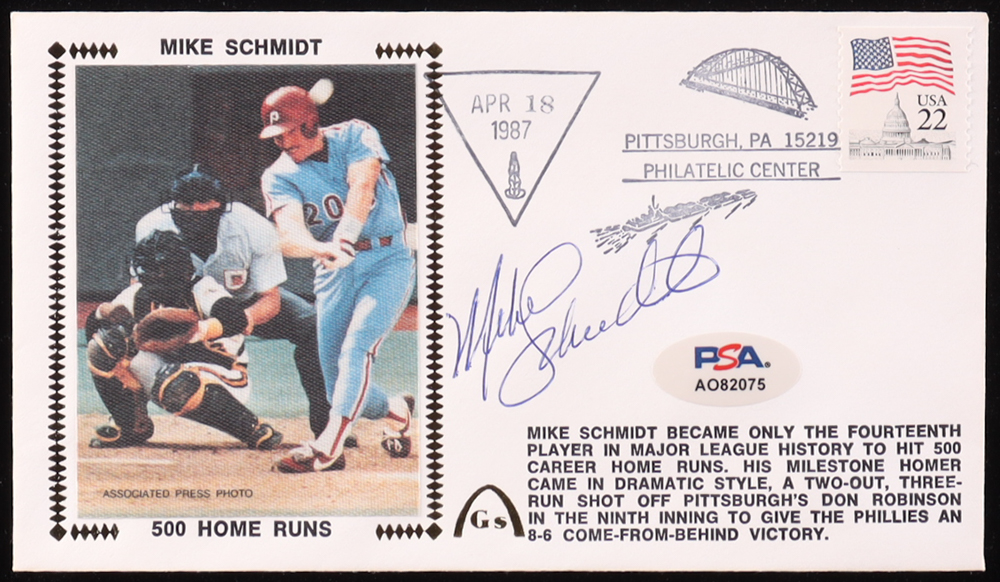 MIKE SCHMIDT
P
20
ASSOCIATED PRESS PHOTO
500 HOME RUNS
APR 18
1987
PITTSBURGH, PA 15219
PHILATELIC CENTER
USA
22
Mike Schmidt
PSA®
AO82075
Gs
MIKE SCHMIDT BECAME ONLY THE FOURTEENTH
PLAYER IN MAJOR LEAGUE HISTORY TO HIT 500
CAREER HOME RUNS. HIS MILESTONE HOMER
CAME IN DRAMATIC STYLE, A TWO-OUT, THREE-
RUN SHOT OFF PITTSBURGH'S DON ROBINSON
IN THE NINTH INNING TO GIVE THE PHILLIES AN
8-6 COME-FROM-BEHIND VICTORY.